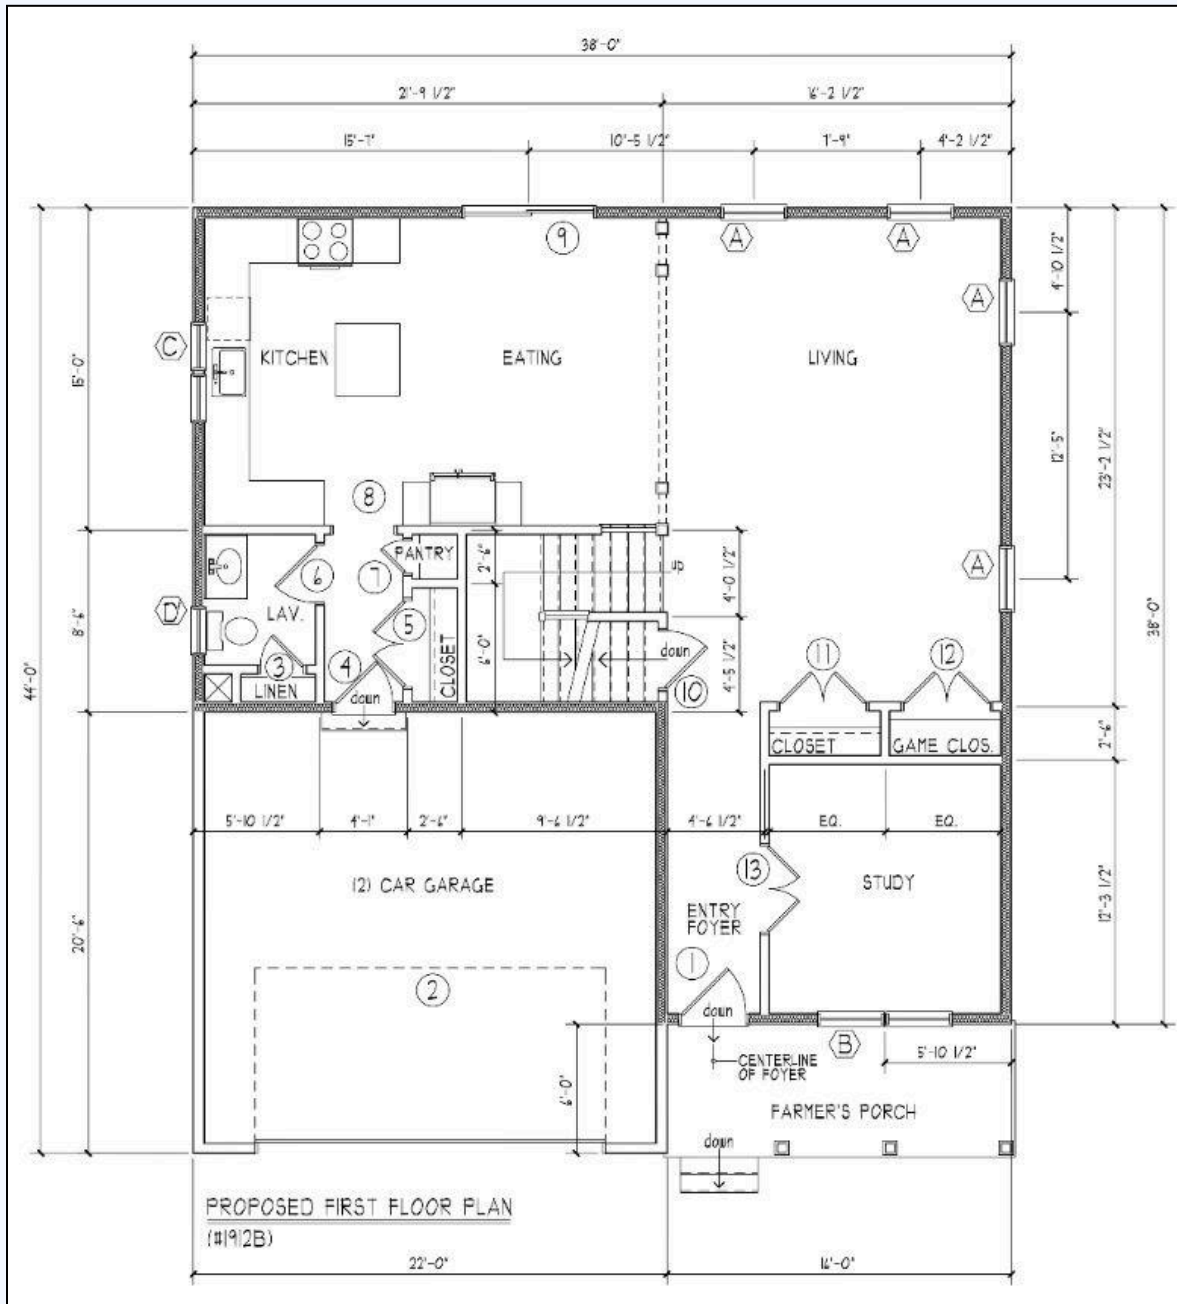 38'-0"
21'-9 1/2"
16'-2 1/2"
15'-7"
10'-5 1/2"
7'-9"
4'-2 1/2"
9
A
A
4'-10 1/2"
A
C
KITCHEN
EATING
LIVING
15'-0"
12'-5"
23'-2 1/2"
8
PANTRY
2'-6"
UP
4'-0 1/2"
A
6
7
D
LAV.
8'-6"
5
6'-0"
38'-0"
44'-0"
3
4
CLOSET
down
4'-5 1/2"
11
12
LINEN
down
10
CLOSET
GAME CLOS.
2'-6"
5'-10 1/2"
4'-1"
2'-6"
9'-6 1/2"
4'-6 1/2"
EQ.
EQ.
13
(2) CAR GARAGE
STUDY
ENTRY
FOYER
12'-3 1/2"
20'-6"
1
2
down
B
5'-10 1/2"
CENTERLINE
OF FOYER
6'-0"
FARMER'S PORCH
down
PROPOSED FIRST FLOOR PLAN
(#1912B)
22'-0"
16'-0"